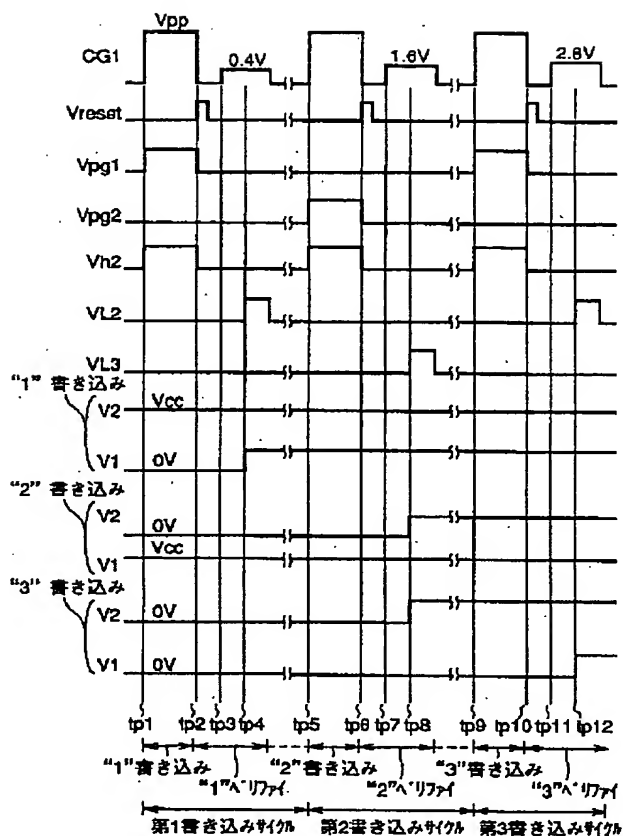 Vpp
CG1
0.4V
1.6V
2.8V
Vreset
Vpg1
Vpg2
Vh2
VL2
VL3
“1” 書き込み
V2 Vcc
V1 0V
“2” 書き込み
V2 0V
V1 Vcc
“3” 書き込み
V2 0V
V1 0V
tp1 tp2 tp3 tp4 tp5 tp6 tp7 tp8 tp9 tp10 tp11 tp12
“1”書き込み “2”書き込み “3”書き込み
“1”ベリファイ “2”ベリファイ “3”ベリファイ
第1書き込みサイクル 第2書き込みサイクル 第3書き込みサイクル